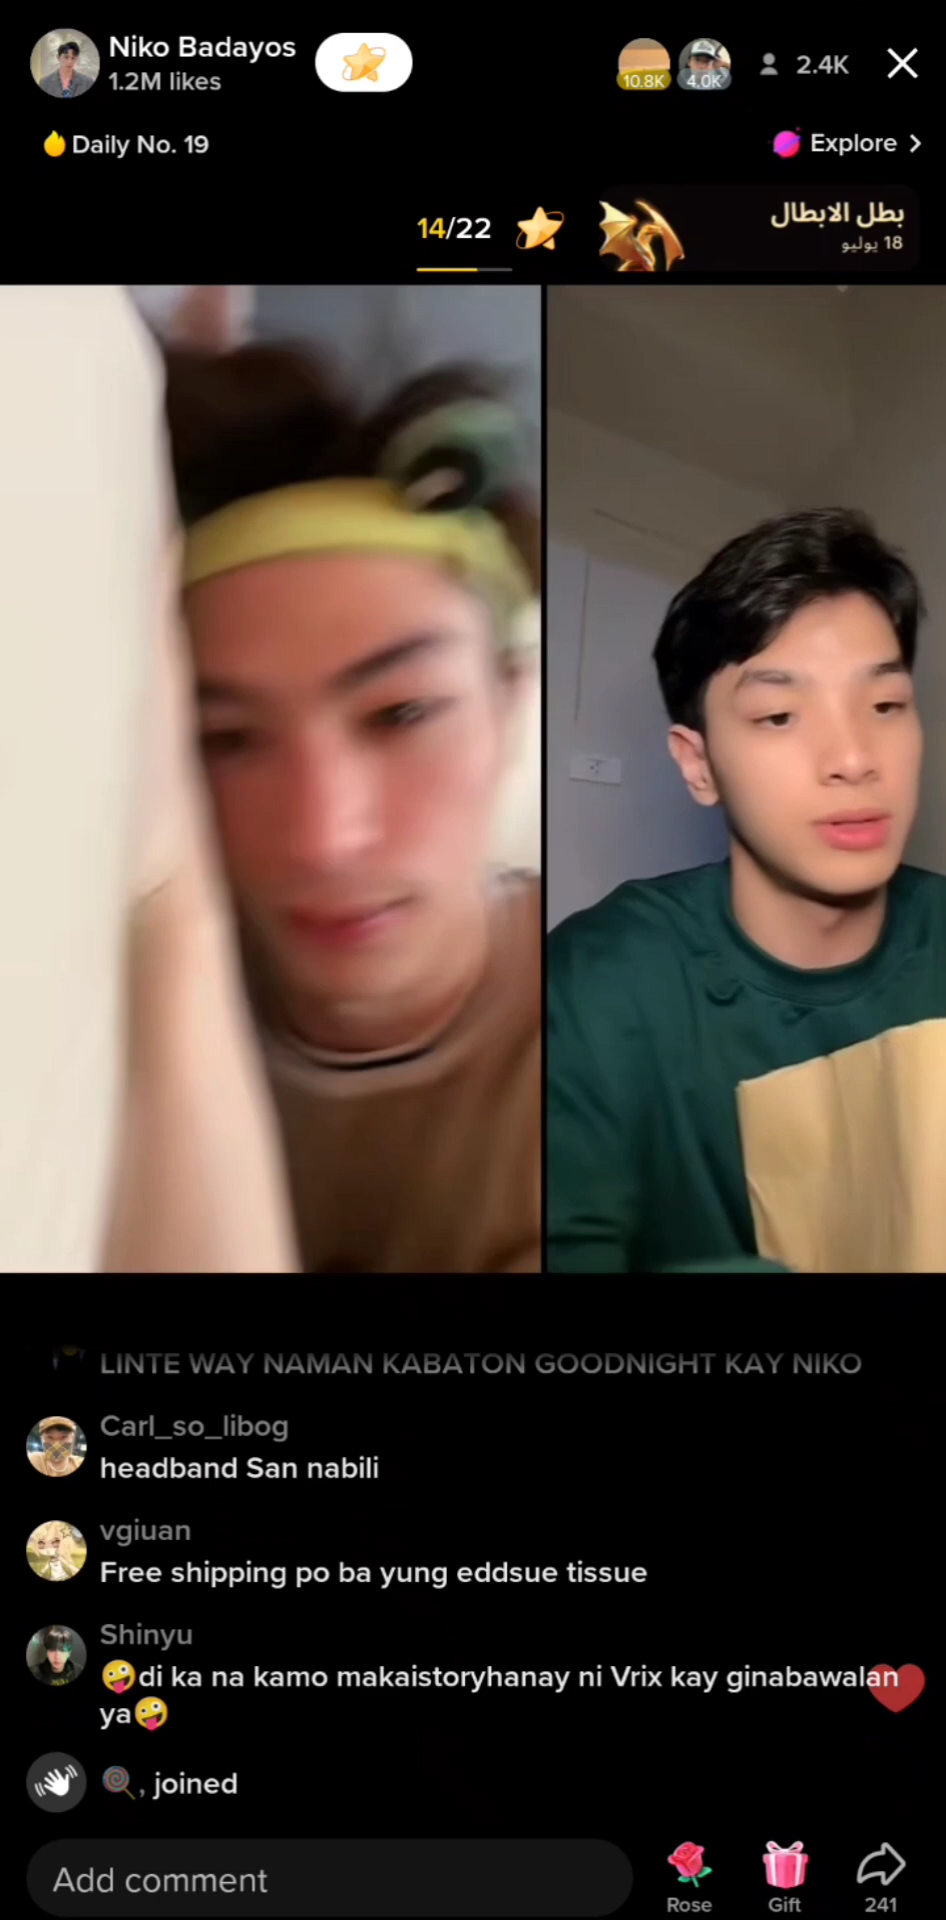 Niko Badayos
1.2M likes
10.8K
4.0K
2.4K
Daily No. 19
Explore
14/22
بطل الابطال
18 يوليو
LINTE WAY NAMAN KABATON GOODNIGHT KAY NIKO
Carl_so_libog
headband San nabili
vgiuan
Free shipping po ba yung eddsue tissue
Shinyu
🤪di ka na kamo makaistoryhanay ni Vrix kay ginabawalan
ya🤪
🍭, joined
Add comment
Rose
Gift
241